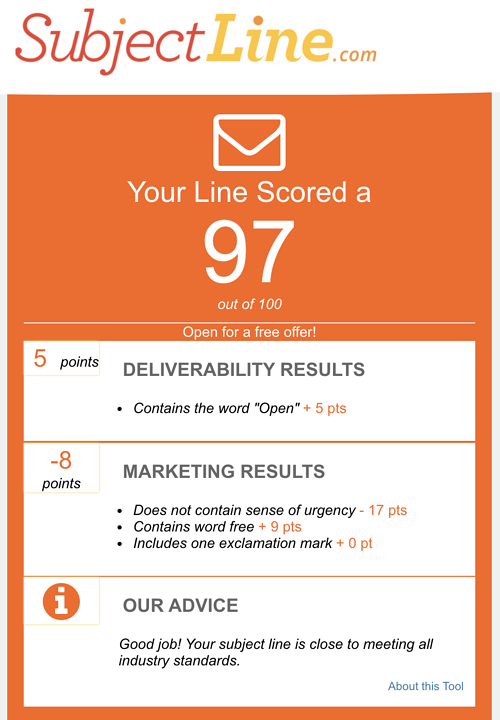 SubjectLine.com
Your Line Scored a
97
out of 100
Open for a free offer!
5 points
DELIVERABILITY RESULTS
• Contains the word "Open" + 5 pts
-8
points
MARKETING RESULTS
• Does not contain sense of urgency - 17 pts
• Contains word free + 9 pts
• Includes one exclamation mark + 0 pt
OUR ADVICE
Good job! Your subject line is close to meeting all
industry standards.
About this Tool